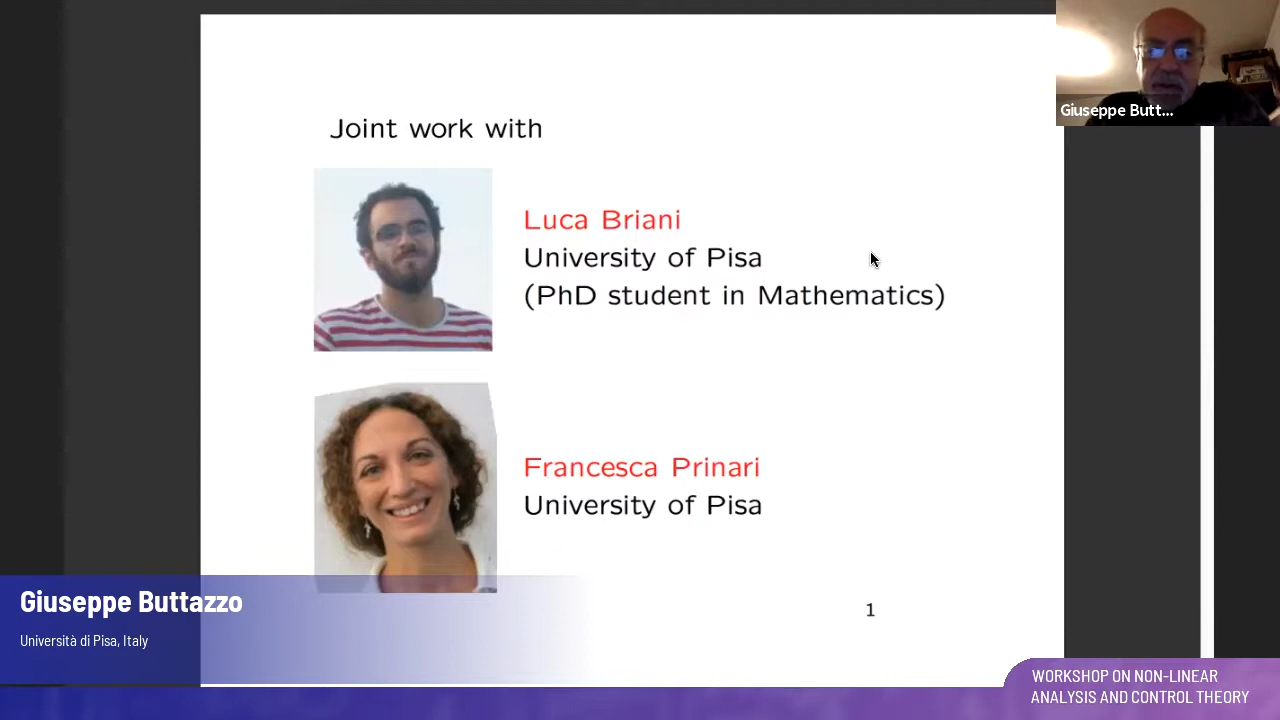 Joint work with
Giuseppe Butt...
Luca Briani
University of Pisa
(PhD student in Mathematics)
Francesca Prinari
University of Pisa
1
Giuseppe Buttazzo
Università di Pisa, Italy
WORKSHOP ON NON-LINEAR
ANALYSIS AND CONTROL THEORY